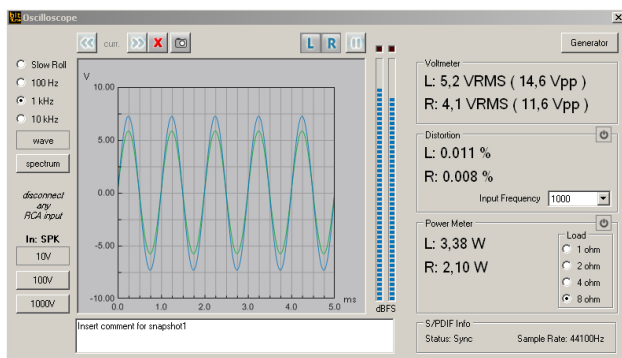 Oscilloscope
curr.
L R
Generator
Slow Roll
100 Hz
1 kHz
10 kHz
wave
spectrum
disconnect
any
RCA input
In: SPK
10V
100V
1000V
V
10.00
5.00
0.00
-5.00
-10.00
0.0 1.0 2.0 3.0 4.0 5.0 ms
dBFS
Insert comment for snapshot1
Voltmeter
L: 5,2 VRMS ( 14,6 Vpp )
R: 4,1 VRMS ( 11,6 Vpp )
Distortion
L: 0.011 %
R: 0.008 %
Input Frequency 1000
Power Meter
L: 3,38 W
R: 2,10 W
Load
1 ohm
2 ohm
4 ohm
8 ohm
S/PDIF Info
Status: Sync Sample Rate: 44100Hz